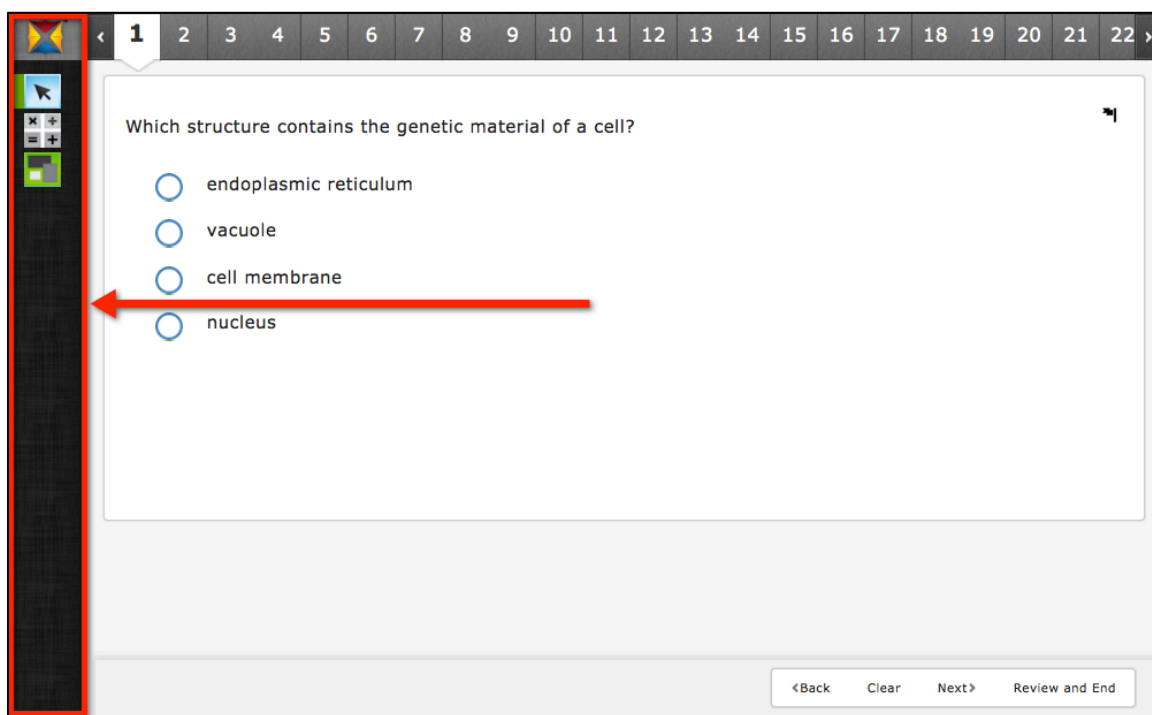 ‹ 1 2 3 4 5 6 7 8 9 10 11 12 13 14 15 16 17 18 19 20 21 22 ›
× ÷
= +
Which structure contains the genetic material of a cell?
endoplasmic reticulum
vacuole
cell membrane
nucleus
‹Back Clear Next› Review and End